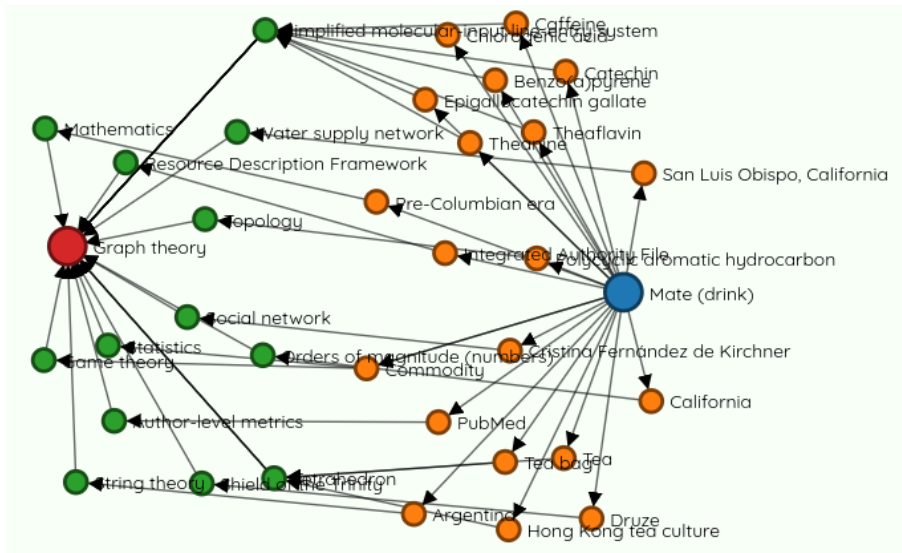 Caffeine
Simplified molecular-input line-entry system
Chlorogenic acid
Catechin
Benzo(a)pyrene
Epigallocatechin gallate
Mathematics
Water supply network
Theaflavin
Theanine
Resource Description Framework
San Luis Obispo, California
Pre-Columbian era
Topology
Graph theory
Integrated Authority File
Polycyclic aromatic hydrocarbon
Mate (drink)
Social network
Statistics
Game theory
Orders of magnitude (numbers)
Cristina Fernández de Kirchner
Commodity
California
Author-level metrics
PubMed
Tea bag
Tea
String theory
Shield of the Trinity
Tetrahedron
Argentina
Druze
Hong Kong tea culture